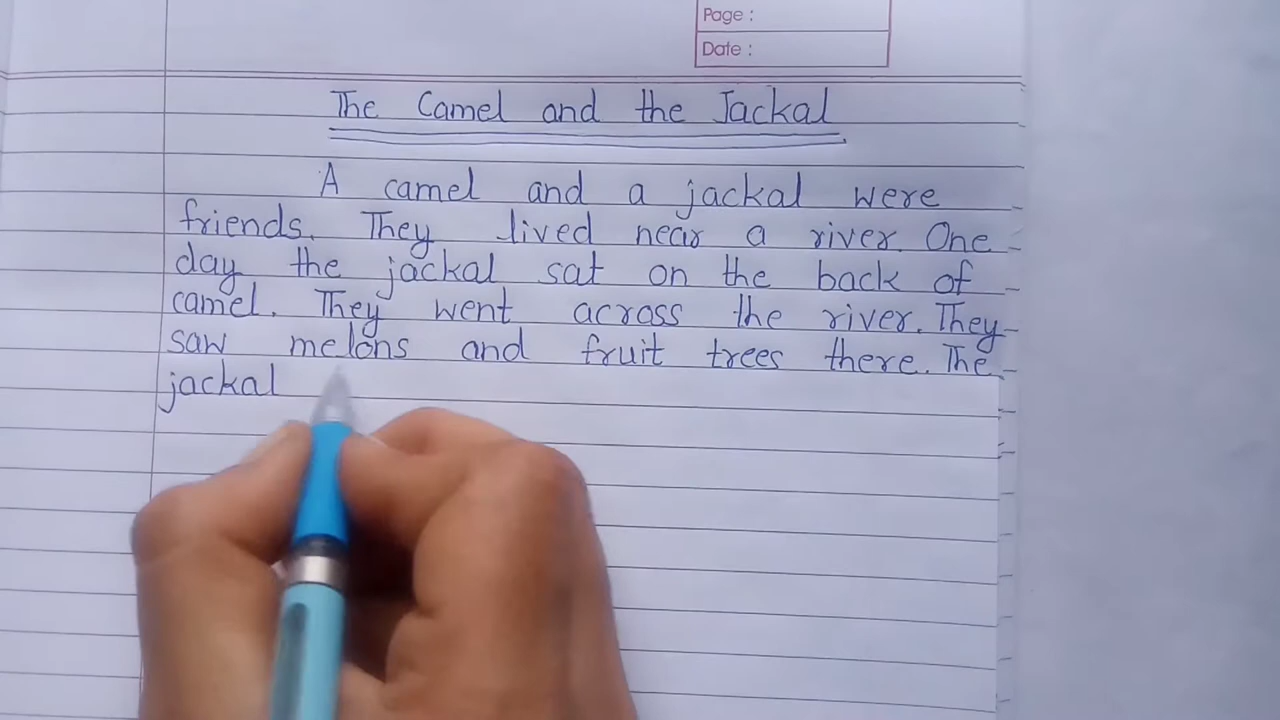 Page :
Date :
The Camel and the Jackal
A camel and a jackal were
friends. They lived near a river. One
day the jackal sat on the back of
camel. They went across the river. They
saw melons and fruit trees there. The
jackal